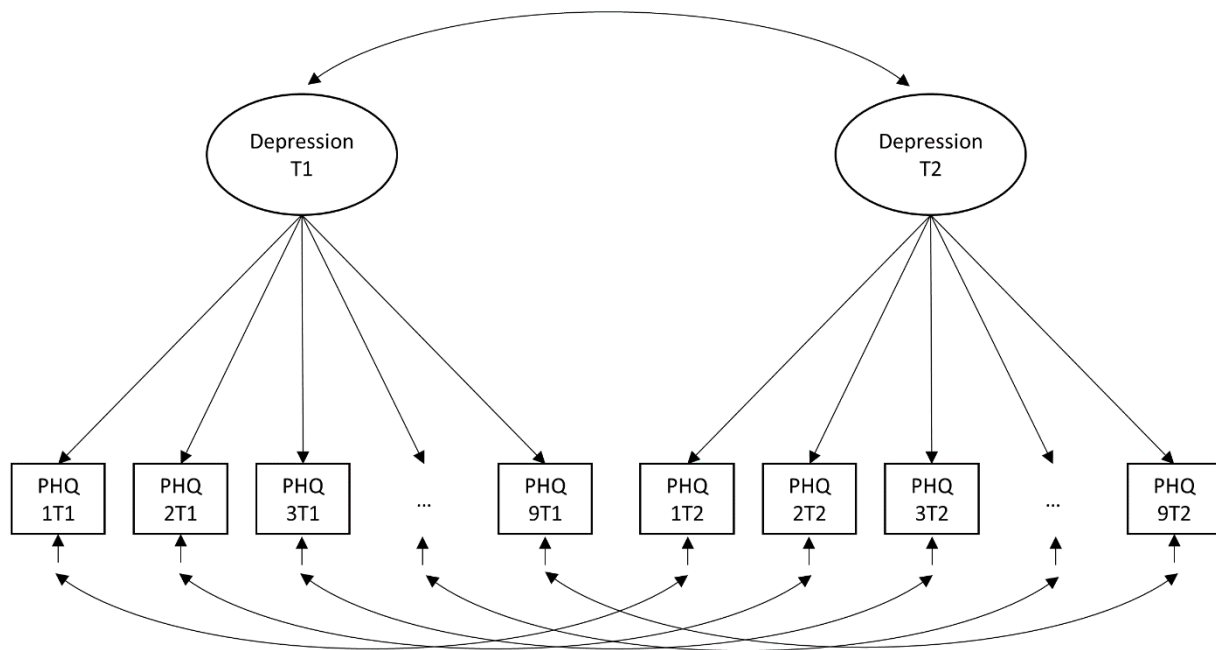 Depression
T1
Depression
T2
PHQ
1T1
PHQ
2T1
PHQ
3T1
...
PHQ
9T1
PHQ
1T2
PHQ
2T2
PHQ
3T2
...
PHQ
9T2